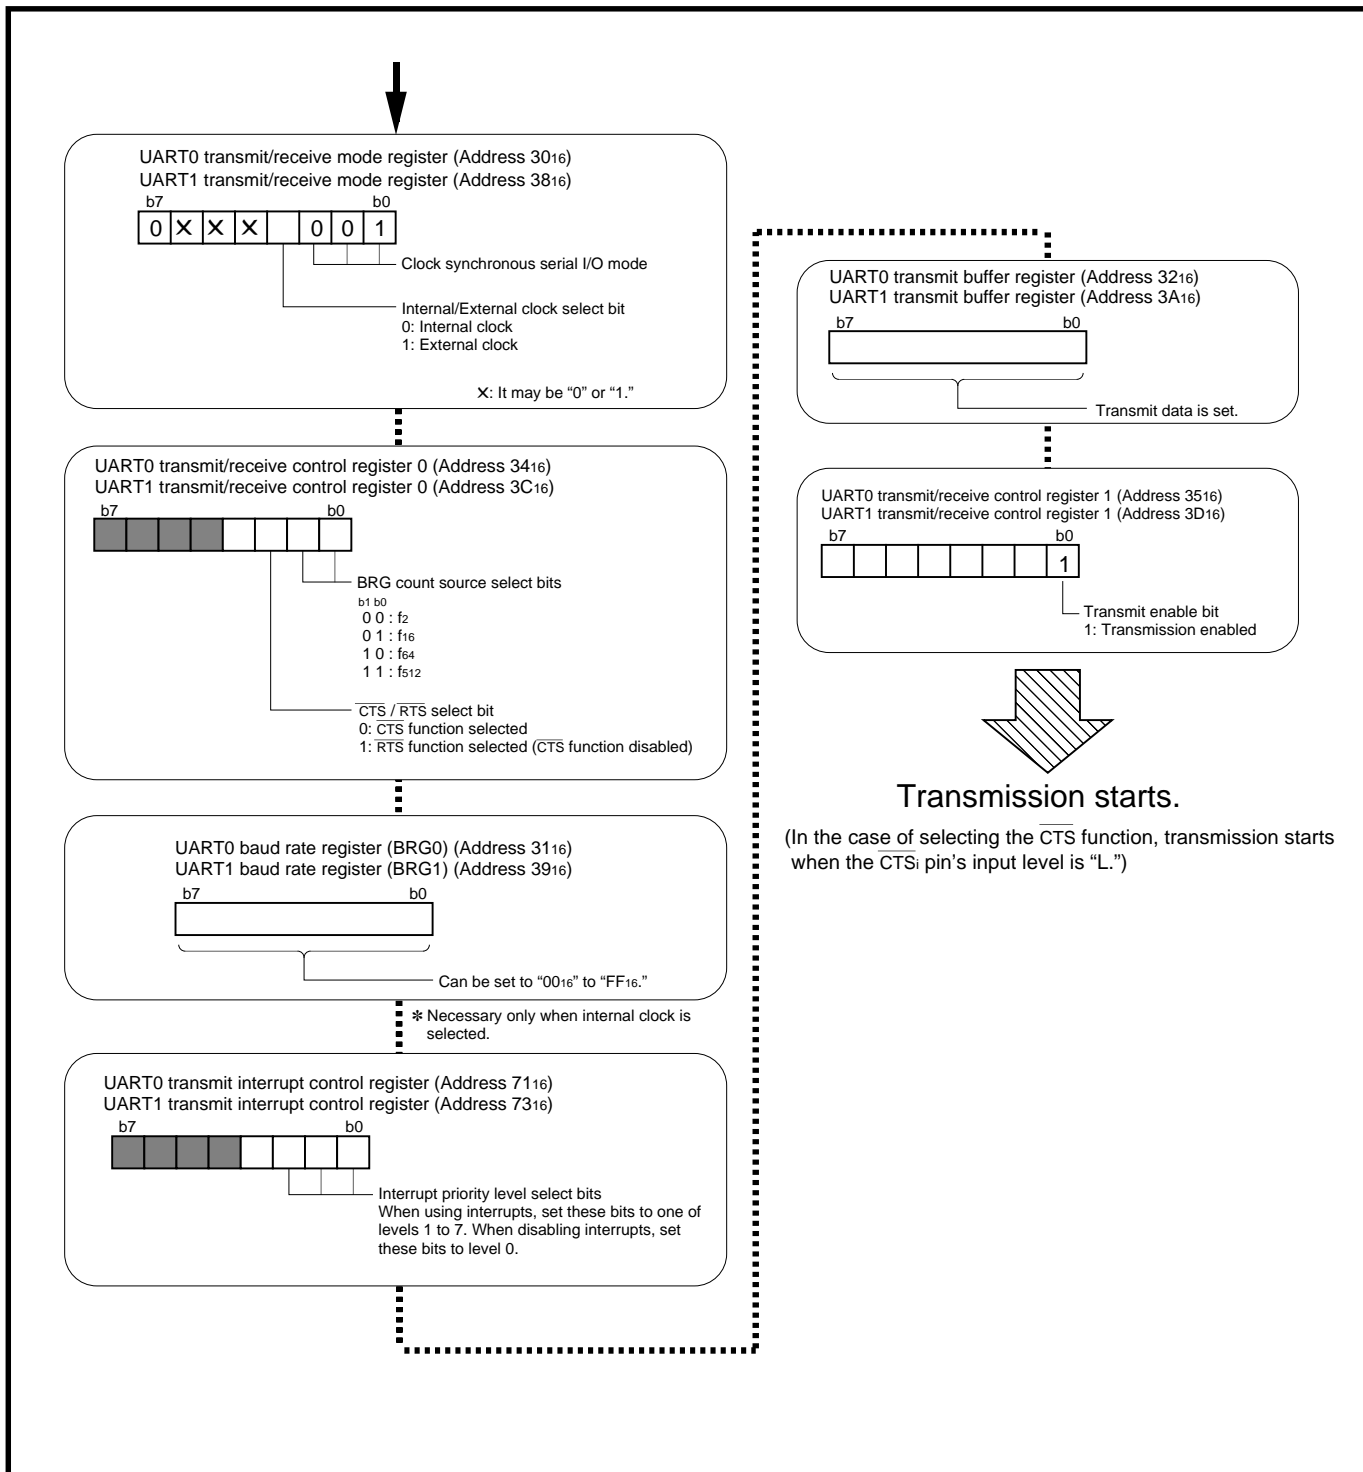 UART0 transmit/receive mode register (Address 3016)
UART1 transmit/receive mode register (Address 3816)
b7 b0
0 ✕ ✕ ✕ 0 0 1
Clock synchronous serial I/O mode
Internal/External clock select bit
0: Internal clock
1: External clock
✕: It may be “0” or “1.”
UART0 transmit/receive control register 0 (Address 3416)
UART1 transmit/receive control register 0 (Address 3C16)
b7 b0
BRG count source select bits
b1 b0
0 0 : f2
0 1 : f16
1 0 : f64
1 1 : f512
CTS / RTS select bit
0: CTS function selected
1: RTS function selected (CTS function disabled)
UART0 baud rate register (BRG0) (Address 3116)
UART1 baud rate register (BRG1) (Address 3916)
b7 b0
Can be set to “0016” to “FF16.”
✻ Necessary only when internal clock is
selected.
UART0 transmit interrupt control register (Address 7116)
UART1 transmit interrupt control register (Address 7316)
b7 b0
Interrupt priority level select bits
When using interrupts, set these bits to one of
levels 1 to 7. When disabling interrupts, set
these bits to level 0.
UART0 transmit buffer register (Address 3216)
UART1 transmit buffer register (Address 3A16)
b7 b0
Transmit data is set.
UART0 transmit/receive control register 1 (Address 3516)
UART1 transmit/receive control register 1 (Address 3D16)
b7 b0
1
Transmit enable bit
1: Transmission enabled
Transmission starts.
(In the case of selecting the CTS function, transmission starts
when the CTSi pin’s input level is “L.”)